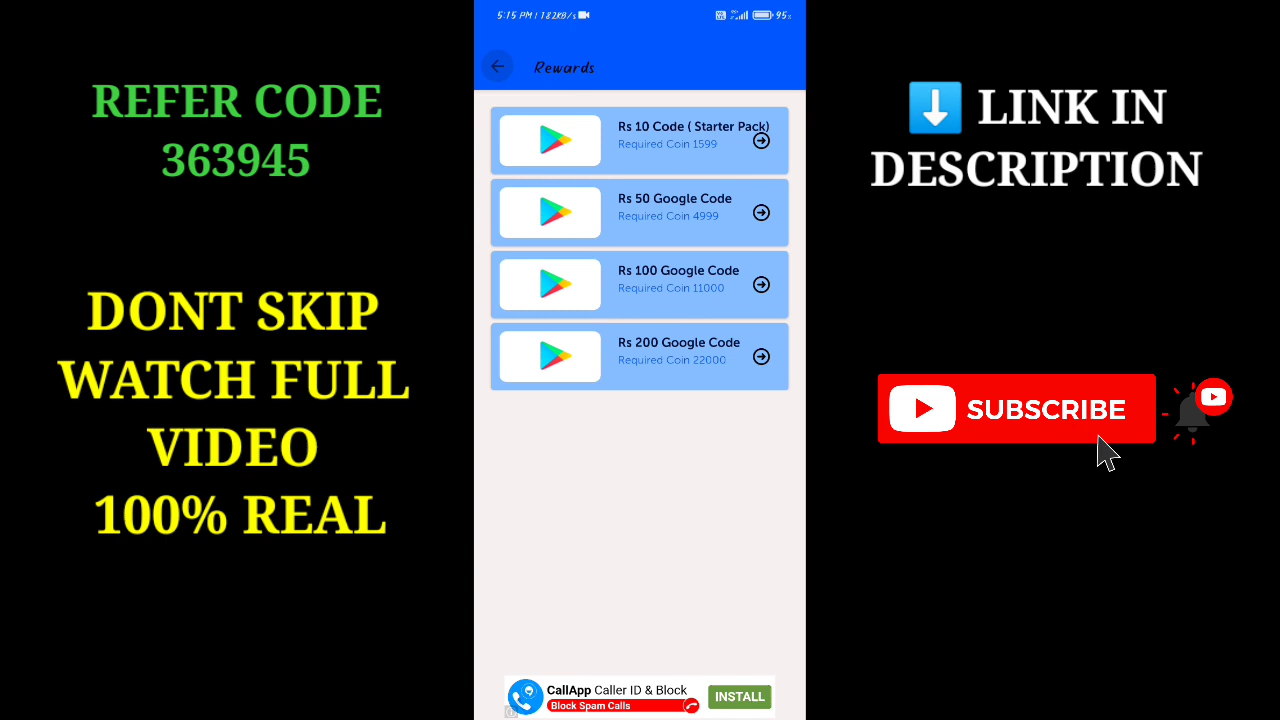 REFER CODE
363945
DONT SKIP
WATCH FULL
VIDEO
100% REAL
5:15 PM | 182KB/s
95%
Rewards
Rs 10 Code ( Starter Pack)
Required Coin 1599
Rs 50 Google Code
Required Coin 4999
Rs 100 Google Code
Required Coin 11000
Rs 200 Google Code
Required Coin 22000
CallApp Caller ID & Block
Block Spam Calls
INSTALL
⬇️ LINK IN
DESCRIPTION
SUBSCRIBE